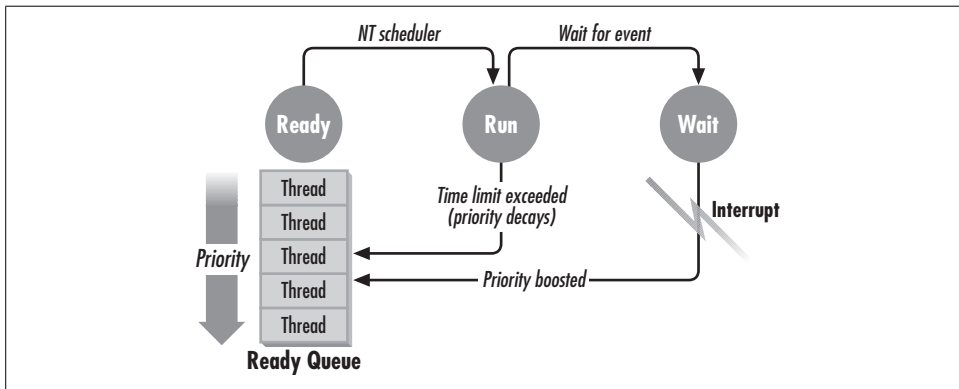 NT scheduler
Wait for event
Ready
Run
Wait
Thread
Thread
Thread
Thread
Thread
Priority
Time limit exceeded
(priority decays)
Interrupt
Priority boosted
Ready Queue